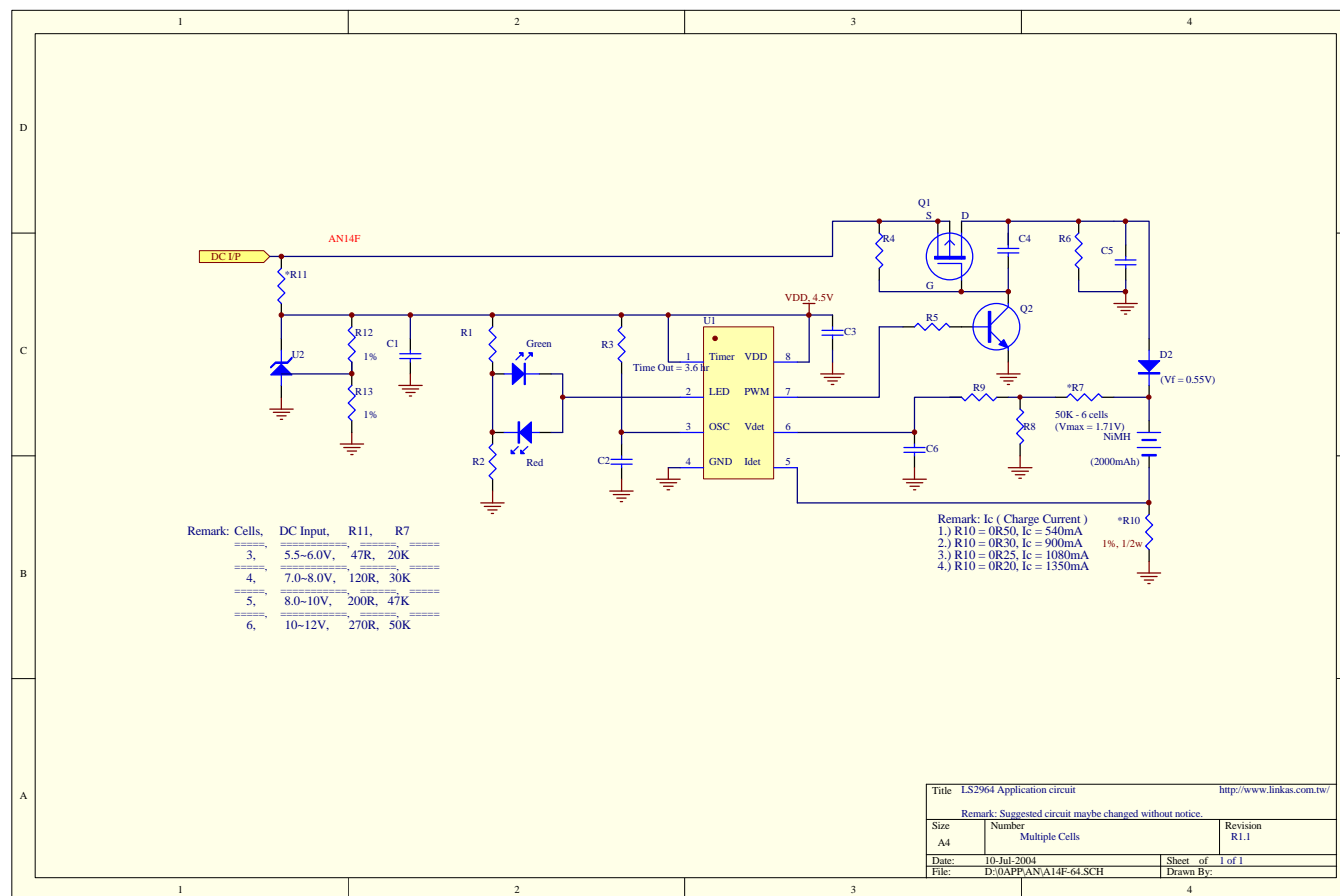 1 2 3 4
D
C
B
A
AN14F
DC I/P
*R11
U2
R12
1%
R13
1%
C1
R1
Green
Red
R2
R3
Time Out = 3.6 hr
C2
VDD, 4.5V
U1
1 Timer VDD 8
2 LED PWM 7
3 OSC Vdet 6
4 GND Idet 5
C3
Q1
S D
G
R4
C4
R6
C5
R5
Q2
D2
(Vf = 0.55V)
R9
*R7
50K - 6 cells
(Vmax = 1.71V)
R8
NiMH
(2000mAh)
C6
*R10
1%, 1/2w
Remark: Ic ( Charge Current )
1.) R10 = 0R50, Ic = 540mA
2.) R10 = 0R30, Ic = 900mA
3.) R10 = 0R25, Ic = 1080mA
4.) R10 = 0R20, Ic = 1350mA
Remark: Cells, DC Input, R11, R7
=====, ===========, ======, =====
3, 5.5~6.0V, 47R, 20K
=====, ===========, ======, =====
4, 7.0~8.0V, 120R, 30K
=====, ===========, ======, =====
5, 8.0~10V, 200R, 47K
=====, ===========, ======, =====
6, 10~12V, 270R, 50K
Title LS2964 Application circuit http://www.linkas.com.tw/
Remark: Suggested circuit maybe changed without notice.
Size Number Revision
A4 Multiple Cells R1.1
Date: 10-Jul-2004 Sheet of 1 of 1
File: D:\0APP\AN\A14F-64.SCH Drawn By:
1 2 3 4